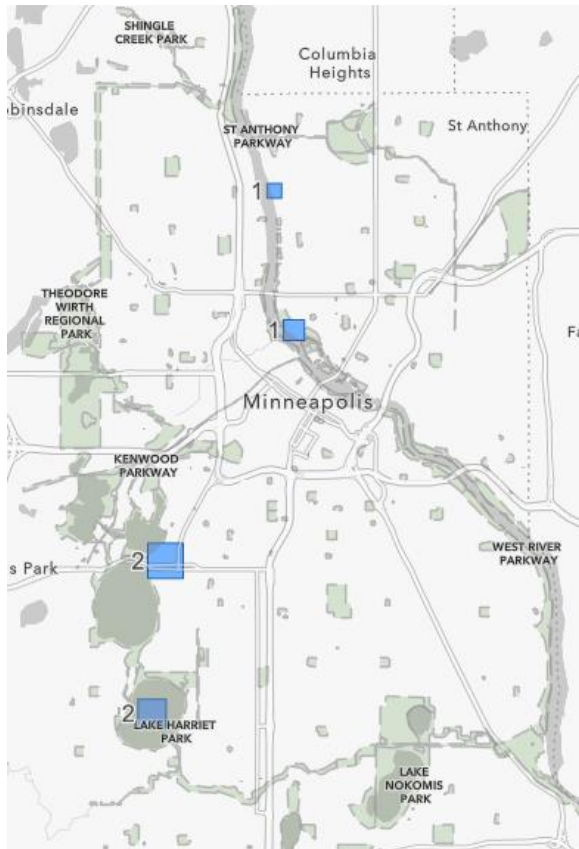 SHINGLE
CREEK PARK
Columbia
Heights
obinsdale
ST ANTHONY
PARKWAY
St Anthony
1
THEODORE
WIRTH
REGIONAL
PARK
1
Fa
Minneapolis
KENWOOD
PARKWAY
2
s Park
WEST RIVER
PARKWAY
2
LAKE HARRIET
PARK
LAKE
NOKOMIS
PARK